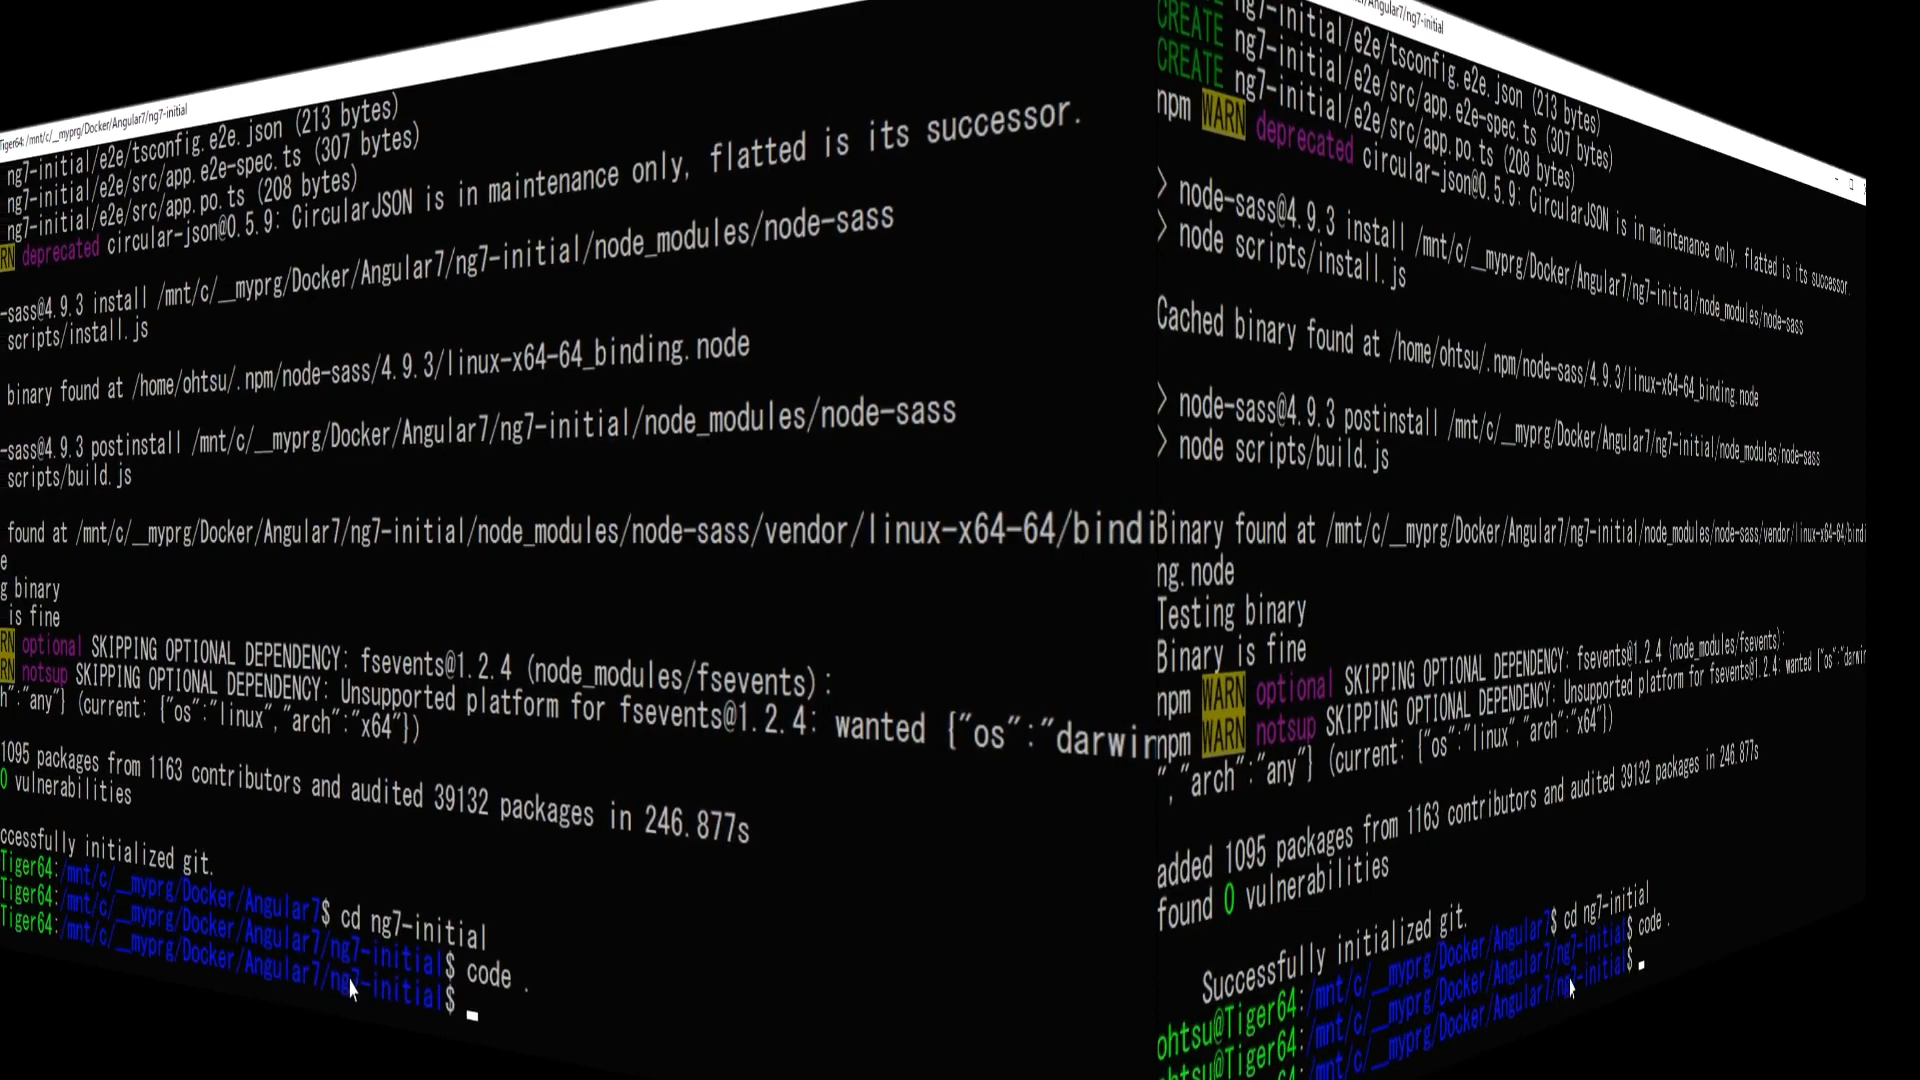 Tiger64: /mnt/c/__myprg/Docker/Angular7/ng7-initial
ng7-initial/e2e/tsconfig.e2e.json (213 bytes)
ng7-initial/e2e/src/app.e2e-spec.ts (307 bytes)
ng7-initial/e2e/src/app.po.ts (208 bytes)
RN deprecated circular-json@0.5.9: CircularJSON is in maintenance only, flatted is its successor.
-sass@4.9.3 install /mnt/c/__myprg/Docker/Angular7/ng7-initial/node_modules/node-sass
scripts/install.js
binary found at /home/ohtsu/.npm/node-sass/4.9.3/linux-x64-64_binding.node
-sass@4.9.3 postinstall /mnt/c/__myprg/Docker/Angular7/ng7-initial/node_modules/node-sass
scripts/build.js
found at /mnt/c/__myprg/Docker/Angular7/ng7-initial/node_modules/node-sass/vendor/linux-x64-64/bindi
e
g binary
is fine
RN optional SKIPPING OPTIONAL DEPENDENCY: fsevents@1.2.4 (node_modules/fsevents):
RN notsup SKIPPING OPTIONAL DEPENDENCY: Unsupported platform for fsevents@1.2.4: wanted {"os":"darwin
h":"any"} (current: {"os":"linux","arch":"x64"})
1095 packages from 1163 contributors and audited 39132 packages in 246.877s
0 vulnerabilities
ccessfully initialized git.
Tiger64:/mnt/c/__myprg/Docker/Angular7$ cd ng7-initial
Tiger64:/mnt/c/__myprg/Docker/Angular7/ng7-initial$ code .
Tiger64:/mnt/c/__myprg/Docker/Angular7/ng7-initial$
/Angular7/ng7-initial
CREATE ng7-initial/e2e/tsconfig.e2e.json (213 bytes)
CREATE ng7-initial/e2e/src/app.e2e-spec.ts (307 bytes)
CREATE ng7-initial/e2e/src/app.po.ts (208 bytes)
npm WARN deprecated circular-json@0.5.9: CircularJSON is in maintenance only, flatted is its successor.
> node-sass@4.9.3 install /mnt/c/__myprg/Docker/Angular7/ng7-initial/node_modules/node-sass
> node scripts/install.js
Cached binary found at /home/ohtsu/.npm/node-sass/4.9.3/linux-x64-64_binding.node
> node-sass@4.9.3 postinstall /mnt/c/__myprg/Docker/Angular7/ng7-initial/node_modules/node-sass
> node scripts/build.js
Binary found at /mnt/c/__myprg/Docker/Angular7/ng7-initial/node_modules/node-sass/vendor/linux-x64-64/bindi
ng.node
Testing binary
Binary is fine
npm WARN optional SKIPPING OPTIONAL DEPENDENCY: fsevents@1.2.4 (node_modules/fsevents):
npm WARN notsup SKIPPING OPTIONAL DEPENDENCY: Unsupported platform for fsevents@1.2.4: wanted {"os":"darwin
","arch":"any"} (current: {"os":"linux","arch":"x64"})
added 1095 packages from 1163 contributors and audited 39132 packages in 246.877s
found 0 vulnerabilities
Successfully initialized git.
ohtsu@Tiger64:/mnt/c/__myprg/Docker/Angular7$ cd ng7-initial
ohtsu@Tiger64:/mnt/c/__myprg/Docker/Angular7/ng7-initial$ code .
/mnt/c/__myprg/Docker/Angular7/ng7-initial$